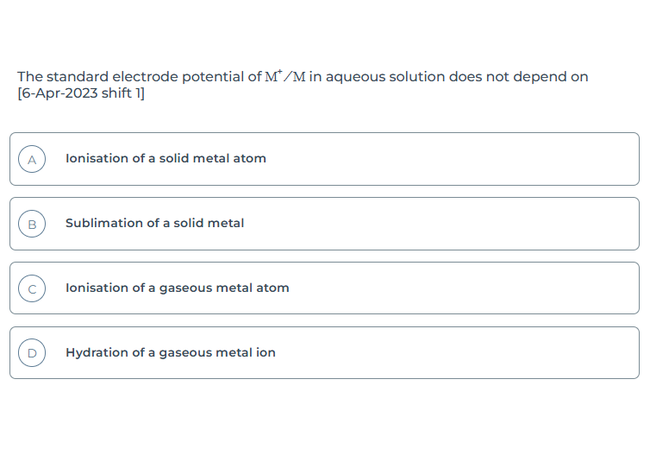 The standard electrode potential of M⁺/M in aqueous solution does not depend on
[6-Apr-2023 shift 1]
A Ionisation of a solid metal atom
B Sublimation of a solid metal
C Ionisation of a gaseous metal atom
D Hydration of a gaseous metal ion